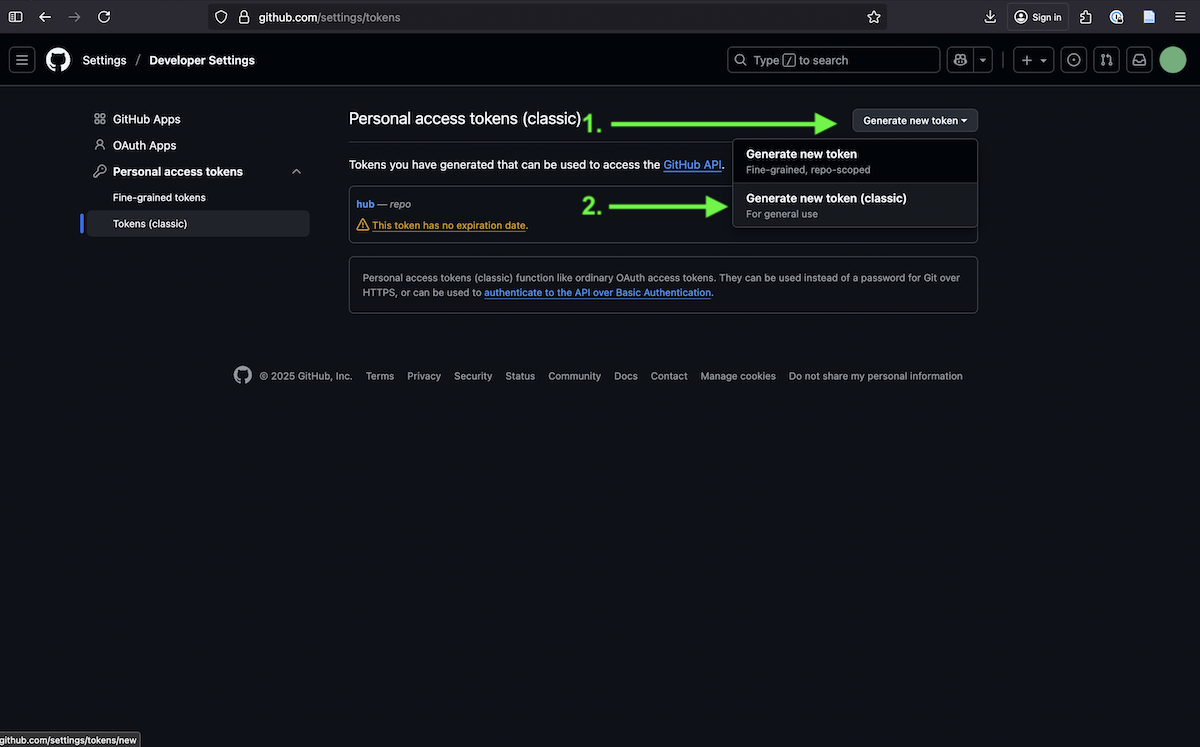 github.com/settings/tokens
Sign in
Settings / Developer Settings
Type / to search
GitHub Apps
OAuth Apps
Personal access tokens
Fine-grained tokens
Tokens (classic)
Personal access tokens (classic)
1.
Generate new token
Tokens you have generated that can be used to access the GitHub API.
Generate new token
Fine-grained, repo-scoped
2.
Generate new token (classic)
For general use
hub — repo
This token has no expiration date.
Personal access tokens (classic) function like ordinary OAuth access tokens. They can be used instead of a password for Git over
HTTPS, or can be used to authenticate to the API over Basic Authentication.
© 2025 GitHub, Inc. Terms Privacy Security Status Community Docs Contact Manage cookies Do not share my personal information
github.com/settings/tokens/new